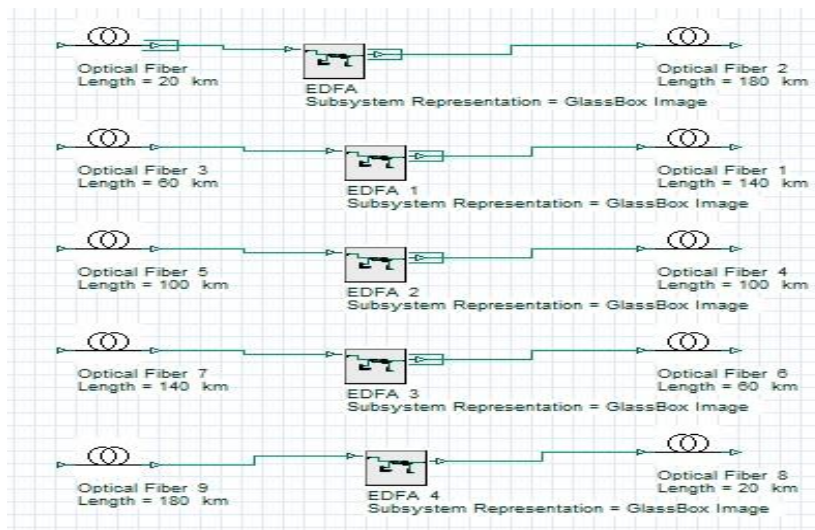 Optical Fiber
Length = 20 km
EDFA
Subsystem Representation = GlassBox Image
Optical Fiber 2
Length = 180 km
Optical Fiber 3
Length = 60 km
EDFA 1
Subsystem Representation = GlassBox Image
Optical Fiber 1
Length = 140 km
Optical Fiber 5
Length = 100 km
EDFA 2
Subsystem Representation = GlassBox Image
Optical Fiber 4
Length = 100 km
Optical Fiber 7
Length = 140 km
EDFA 3
Subsystem Representation = GlassBox Image
Optical Fiber 6
Length = 60 km
Optical Fiber 9
Length = 180 km
EDFA 4
Subsystem Representation = GlassBox Image
Optical Fiber 8
Length = 20 km